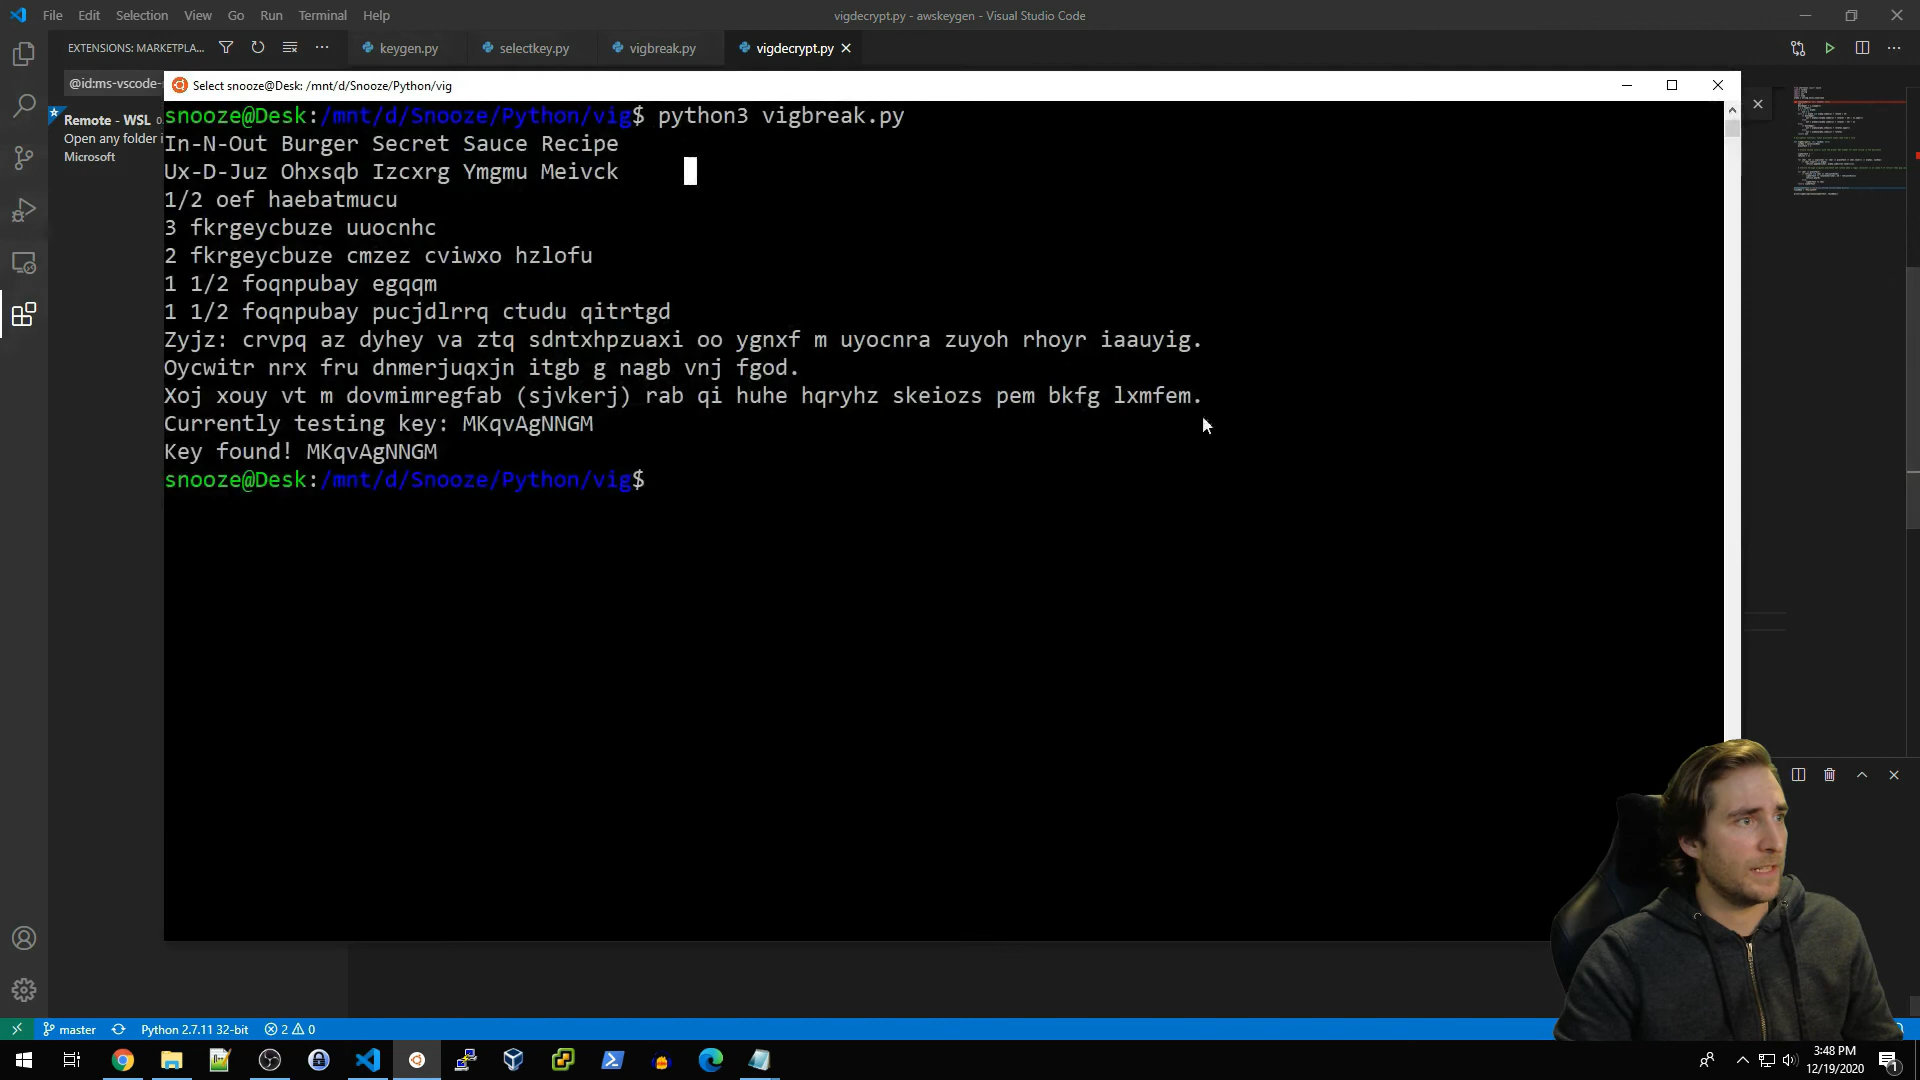 File Edit Selection View Go Run Terminal Help
vigdecrypt.py - awskeygen - Visual Studio Code
EXTENSIONS: MARKETPLA...
keygen.py
selectkey.py
vigbreak.py
vigdecrypt.py
@id:ms-vscode-
Remote - WSL
Open any folder i
Microsoft
Select snooze@Desk: /mnt/d/Snooze/Python/vig
snooze@Desk:/mnt/d/Snooze/Python/vig$ python3 vigbreak.py
In-N-Out Burger Secret Sauce Recipe
Ux-D-Juz Ohxsqb Izcxrg Ymgmu Meivck
1/2 oef haebatmucu
3 fkrgeycbuze uuocnhc
2 fkrgeycbuze cmzez cviwxo hzlofu
1 1/2 foqnpubay egqqm
1 1/2 foqnpubay pucjdlrrq ctudu qitrtgd
Zyjz: crvpq az dyhey va ztq sdntxhpzuaxi oo ygnxf m uyocnra zuyoh rhoyr iaauyig.
Oycwitr nrx fru dnmerjuqxjn itgb g nagb vnj fgod.
Xoj xouy vt m dovmimregfab (sjvkerj) rab qi huhe hqryhz skeiozs pem bkfg lxmfem.
Currently testing key: MKqvAgNNGM
Key found! MKqvAgNNGM
snooze@Desk:/mnt/d/Snooze/Python/vig$
master
Python 2.7.11 32-bit
2
0
3:48 PM
12/19/2020
1